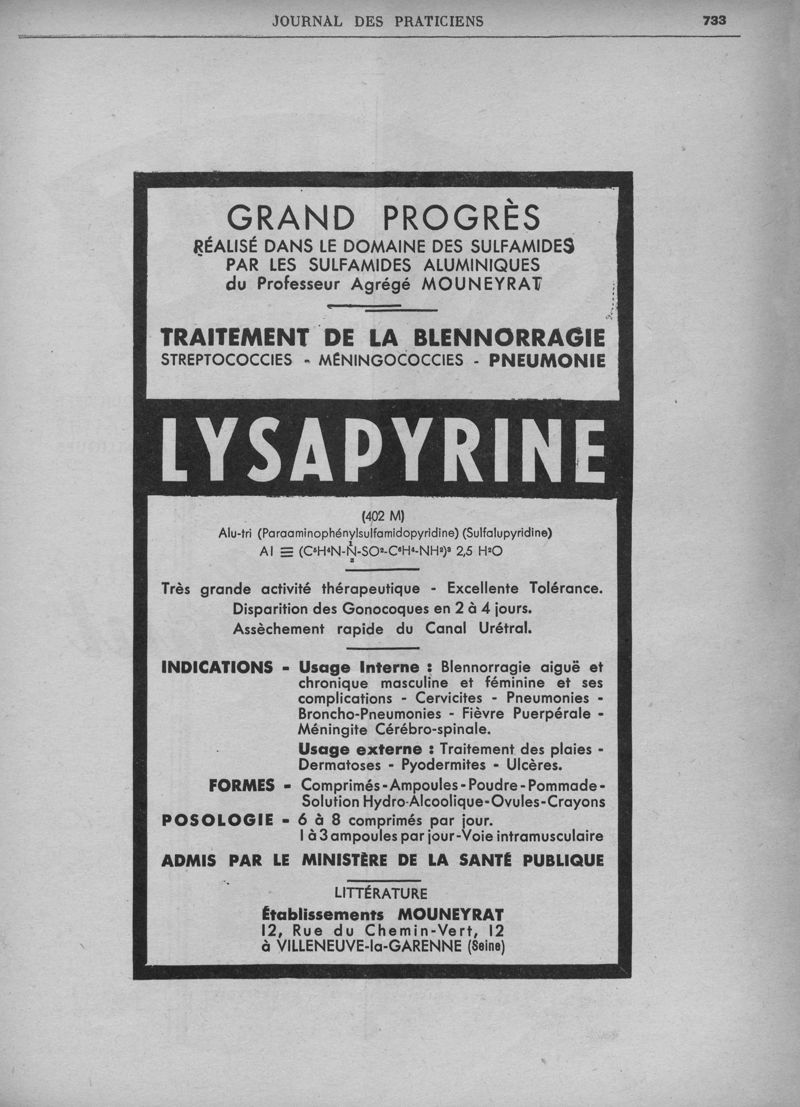 JOURNAL DES PRATICIENS 733
GRAND PROGRÈS
RÉALISÉ DANS LE DOMAINE DES SULFAMIDES
PAR LES SULFAMIDES ALUMINIQUES
du Professeur Agrégé MOUNEYRAT
TRAITEMENT DE LA BLENNORRAGIE
STREPTOCOCCIES - MÉNINGOCOCCIES - PNEUMONIE
LYSAPYRINE
(402 M)
Alu-tri (Paraaminophénylsulfamidopyridine) (Sulfalupyridine)
Al ≡ (C⁵H⁴N-N-SO²-C⁶H⁴-NH²)³ 2,5 H²O
Très grande activité thérapeutique - Excellente Tolérance.
Disparition des Gonocoques en 2 à 4 jours.
Assèchement rapide du Canal Urétral.
INDICATIONS - Usage Interne : Blennorragie aiguë et
chronique masculine et féminine et ses
complications - Cervicites - Pneumonies -
Broncho-Pneumonies - Fièvre Puerpérale -
Méningite Cérébro-spinale.
Usage externe : Traitement des plaies -
Dermatoses - Pyodermites - Ulcères.
FORMES - Comprimés-Ampoules-Poudre-Pommade-
Solution Hydro-Alcoolique-Ovules-Crayons
POSOLOGIE - 6 à 8 comprimés par jour.
1 à 3 ampoules par jour-Voie intramusculaire
ADMIS PAR LE MINISTÈRE DE LA SANTÉ PUBLIQUE
LITTÉRATURE
Établissements MOUNEYRAT
12, Rue du Chemin-Vert, 12
à VILLENEUVE-la-GARENNE (Seine)